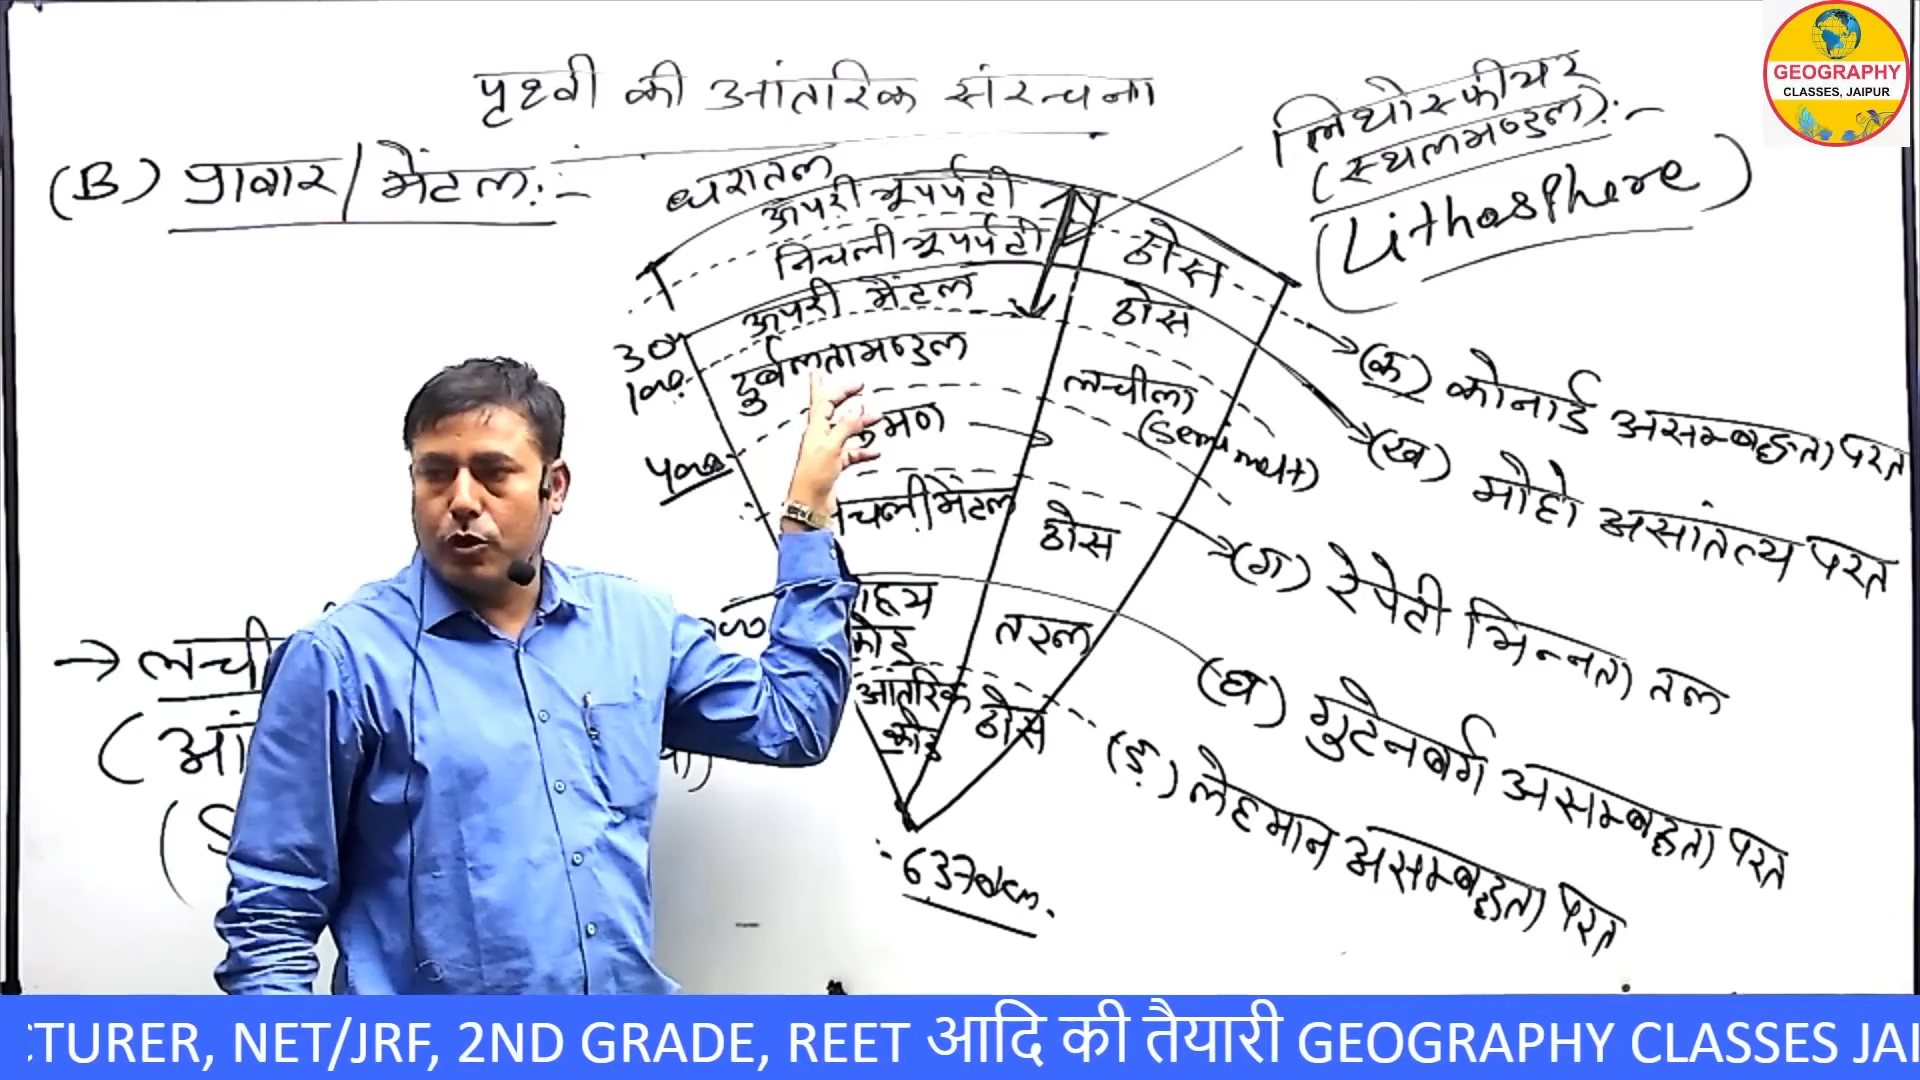 पृथ्वी की आंतरिक संरचना
(B) प्रावार / मेंटल:-
लिथोस्फीयर
(स्थलमण्डल):-
(Lithosphere)
GEOGRAPHY
CLASSES, JAIPUR
धरातल
ऊपरी भूपर्पटी
निचली भूपर्पटी
ठोस
ऊपरी मेंटल
ठोस
30
100
दुर्बलतामण्डल
लचीला
(Semi melt)
400
चली मेंटल
ठोस
तरल
आंतरिक
कोड़
ठोस
6370km.
(क) कोनार्ड असम्बद्धता परत
(ख) मोहो असांतत्य परत
(ग) रेपेटी भिन्नता तल
(घ) गुटेनबर्ग असम्बद्धता परत
(ङ) लेहमान असम्बद्धता परत
→ लची
(आं
(S
CTURER, NET/JRF, 2ND GRADE, REET आदि की तैयारी GEOGRAPHY CLASSES JAI